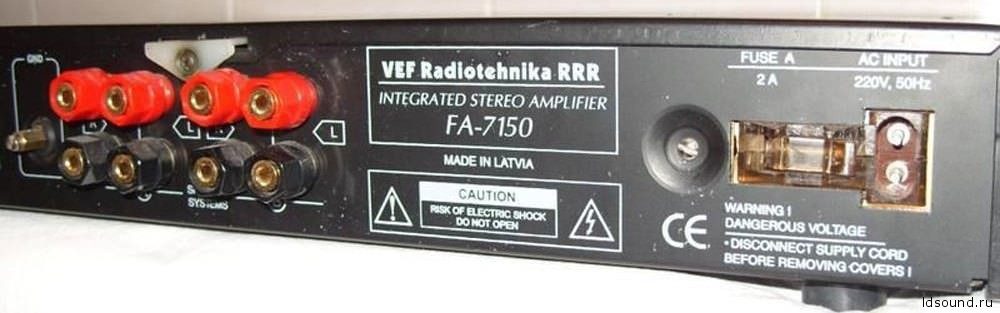 GND
R
L
R
L
SYSTEMS
VEF Radiotehnika RRR
INTEGRATED STEREO AMPLIFIER
FA-7150
MADE IN LATVIA
CAUTION
RISK OF ELECTRIC SHOCK
DO NOT OPEN
CE
FUSE A
2 A
AC INPUT
220V, 50Hz
WARNING !
DANGEROUS VOLTAGE
• DISCONNECT SUPPLY CORD
BEFORE REMOVING COVERS !
ldsound.ru